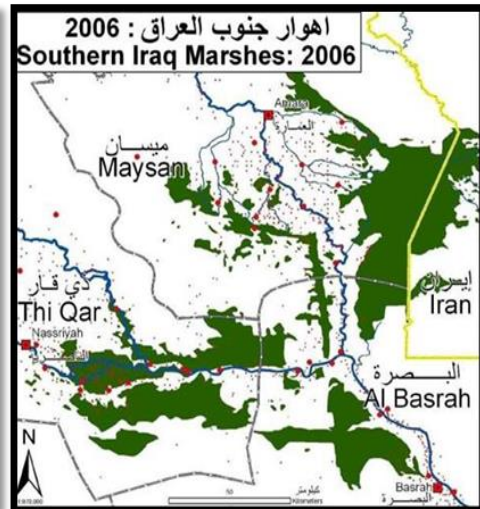 اهوار جنوب العراق : 2006
Southern Iraq Marshes: 2006
Amara
العمارة
ميسان
Maysan
إيران
Iran
ذي قار
Thi Qar
Nassriyah
البصرة
Al Basrah
N
50
كيلومتر
Kilometers
Basrah
البصرة